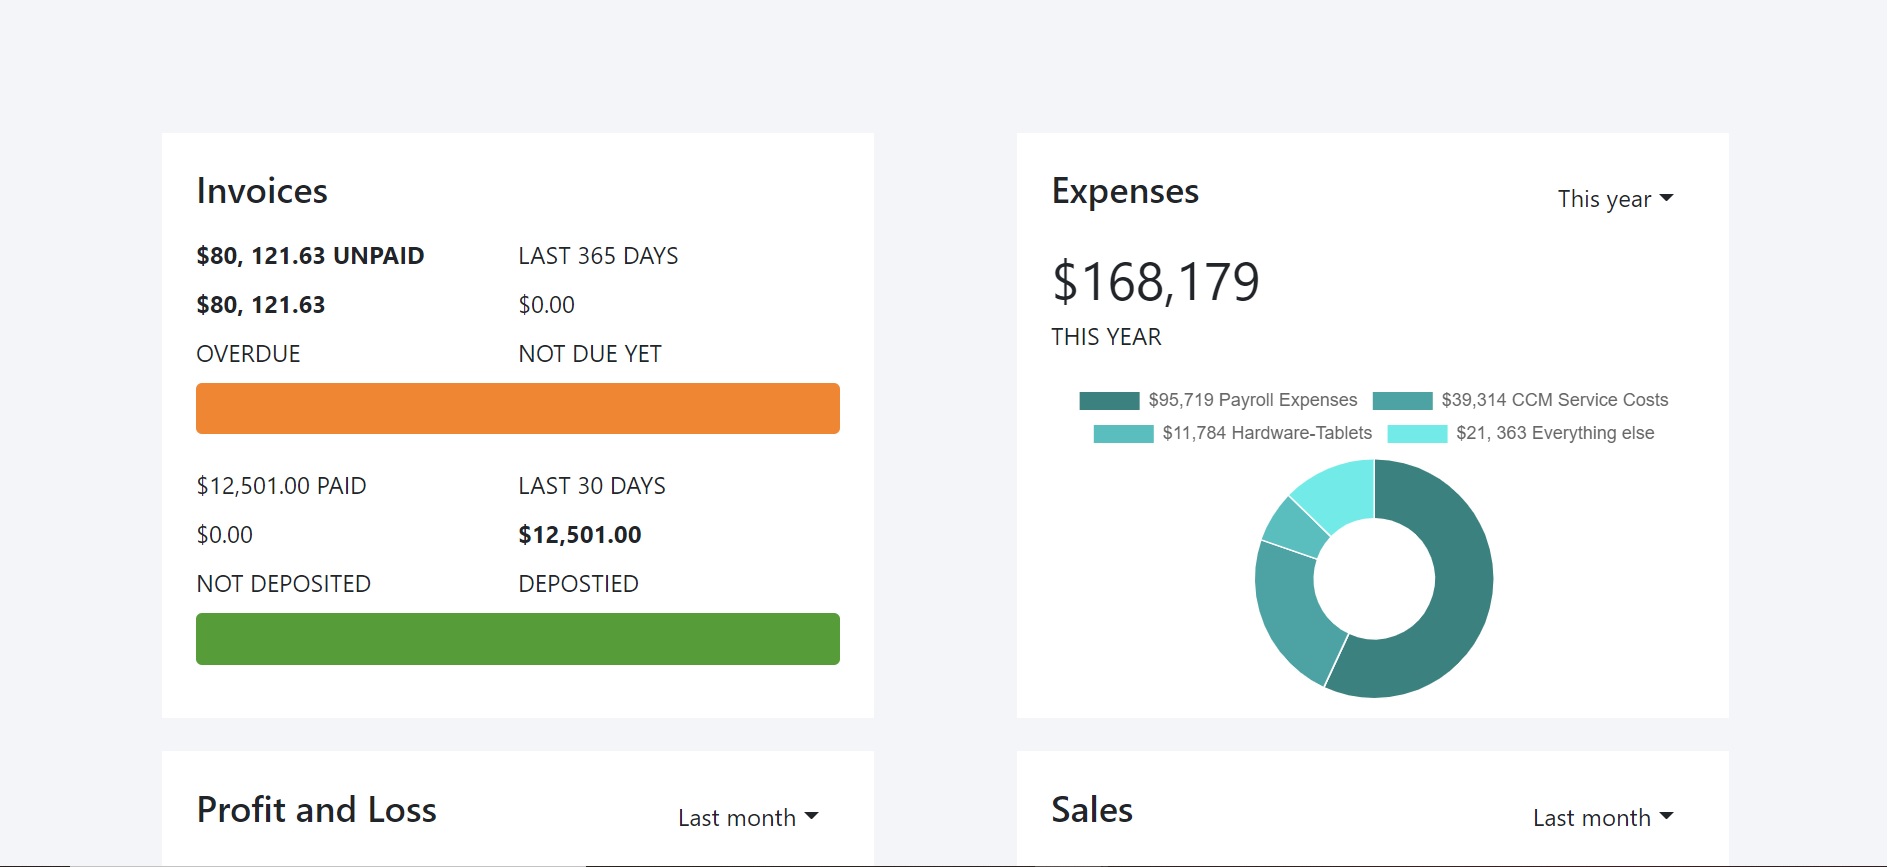 Invoices
$80, 121.63 UNPAID LAST 365 DAYS
$80, 121.63 $0.00
OVERDUE NOT DUE YET
$12,501.00 PAID LAST 30 DAYS
$0.00 $12,501.00
NOT DEPOSITED DEPOSTIED
Expenses This year
$168,179
THIS YEAR
$95,719 Payroll Expenses $39,314 CCM Service Costs
$11,784 Hardware-Tablets $21, 363 Everything else
Profit and Loss Last month
Sales Last month